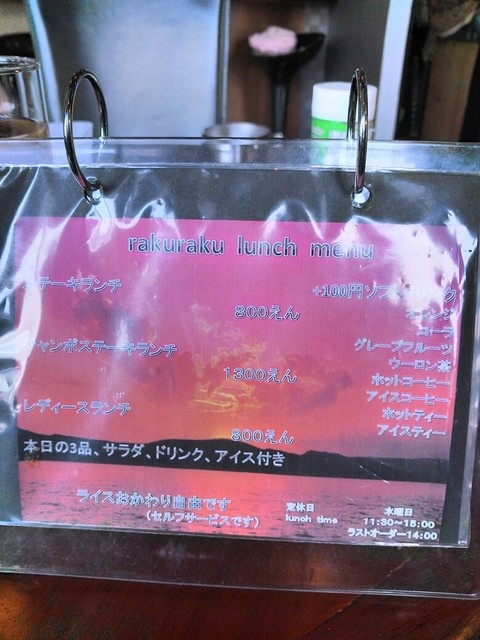 rakuraku lunch menu
ステーキランチ
800えん
ジャンボステーキランチ
1300えん
レディースランチ
800えん
本日の3品、サラダ、ドリンク、アイス付き
+100円ソフトドリンク
オレンジ
コーラ
グレープフルーツ
ウーロン茶
ホットコーヒー
アイスコーヒー
ホットティー
アイスティー
ライスおかわり自由です
(セルフサービスです)
定休日 水曜日
lunch time 11:30~15:00
ラストオーダー14:00